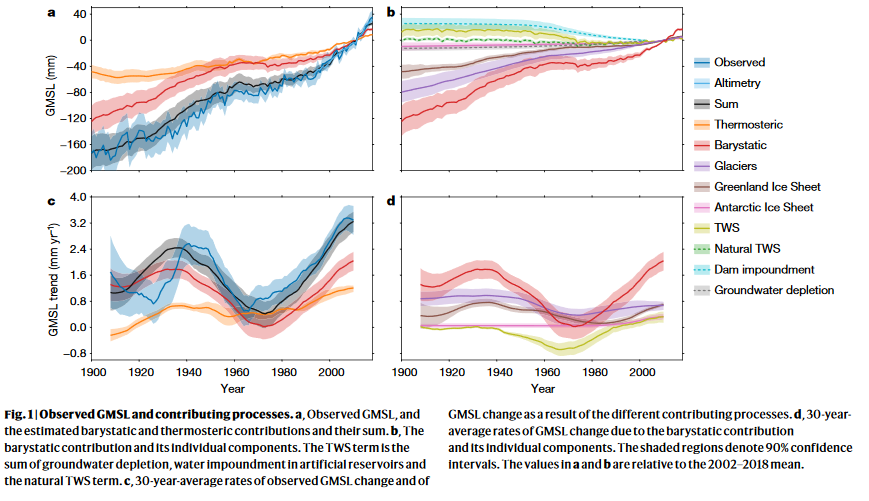 a
b
40
0
−40
−80
−120
−160
−200
GMSL (mm)
Observed
Altimetry
Sum
Thermosteric
Barystatic
Glaciers
Greenland Ice Sheet
Antarctic Ice Sheet
TWS
Natural TWS
Dam impoundment
Groundwater depletion
c
d
4.0
3.2
2.4
1.6
0.8
0.0
−0.8
GMSL trend (mm yr⁻¹)
1900 1920 1940 1960 1980 2000
Year
1900 1920 1940 1960 1980 2000
Year
Fig. 1 | Observed GMSL and contributing processes. a, Observed GMSL, and
the estimated barystatic and thermosteric contributions and their sum. b, The
barystatic contribution and its individual components. The TWS term is the
sum of groundwater depletion, water impoundment in artificial reservoirs and
the natural TWS term. c, 30-year-average rates of observed GMSL change and of
GMSL change as a result of the different contributing processes. d, 30-year-
average rates of GMSL change due to the barystatic contribution
and its individual components. The shaded regions denote 90% confidence
intervals. The values in a and b are relative to the 2002–2018 mean.